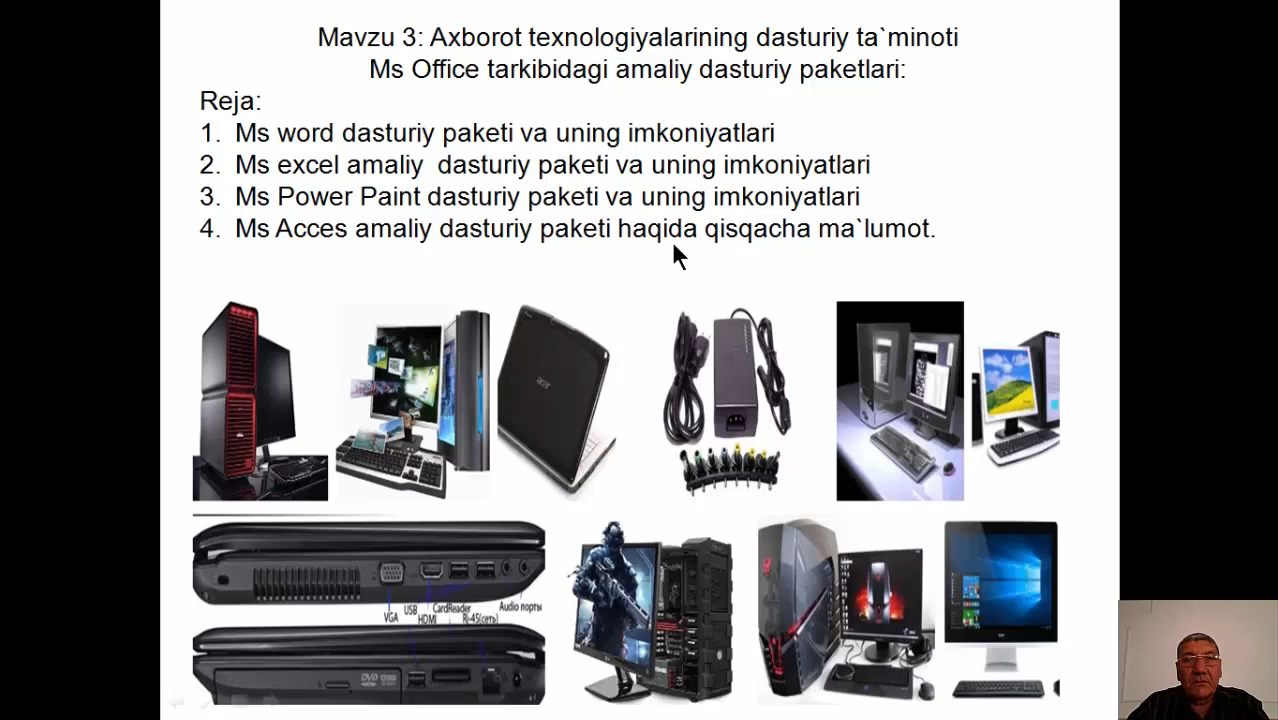 Mavzu 3: Axborot texnologiyalarining dasturiy ta`minoti
Ms Office tarkibidagi amaliy dasturiy paketlari:
Reja:
1. Ms word dasturiy paketi va uning imkoniyatlari
2. Ms excel amaliy dasturiy paketi va uning imkoniyatlari
3. Ms Power Paint dasturiy paketi va uning imkoniyatlari
4. Ms Acces amaliy dasturiy paketi haqida qisqacha ma`lumot.
acer
VGA
USB
HDMI
CardReader
Rj-45(сеть)
Audio порты
DVD